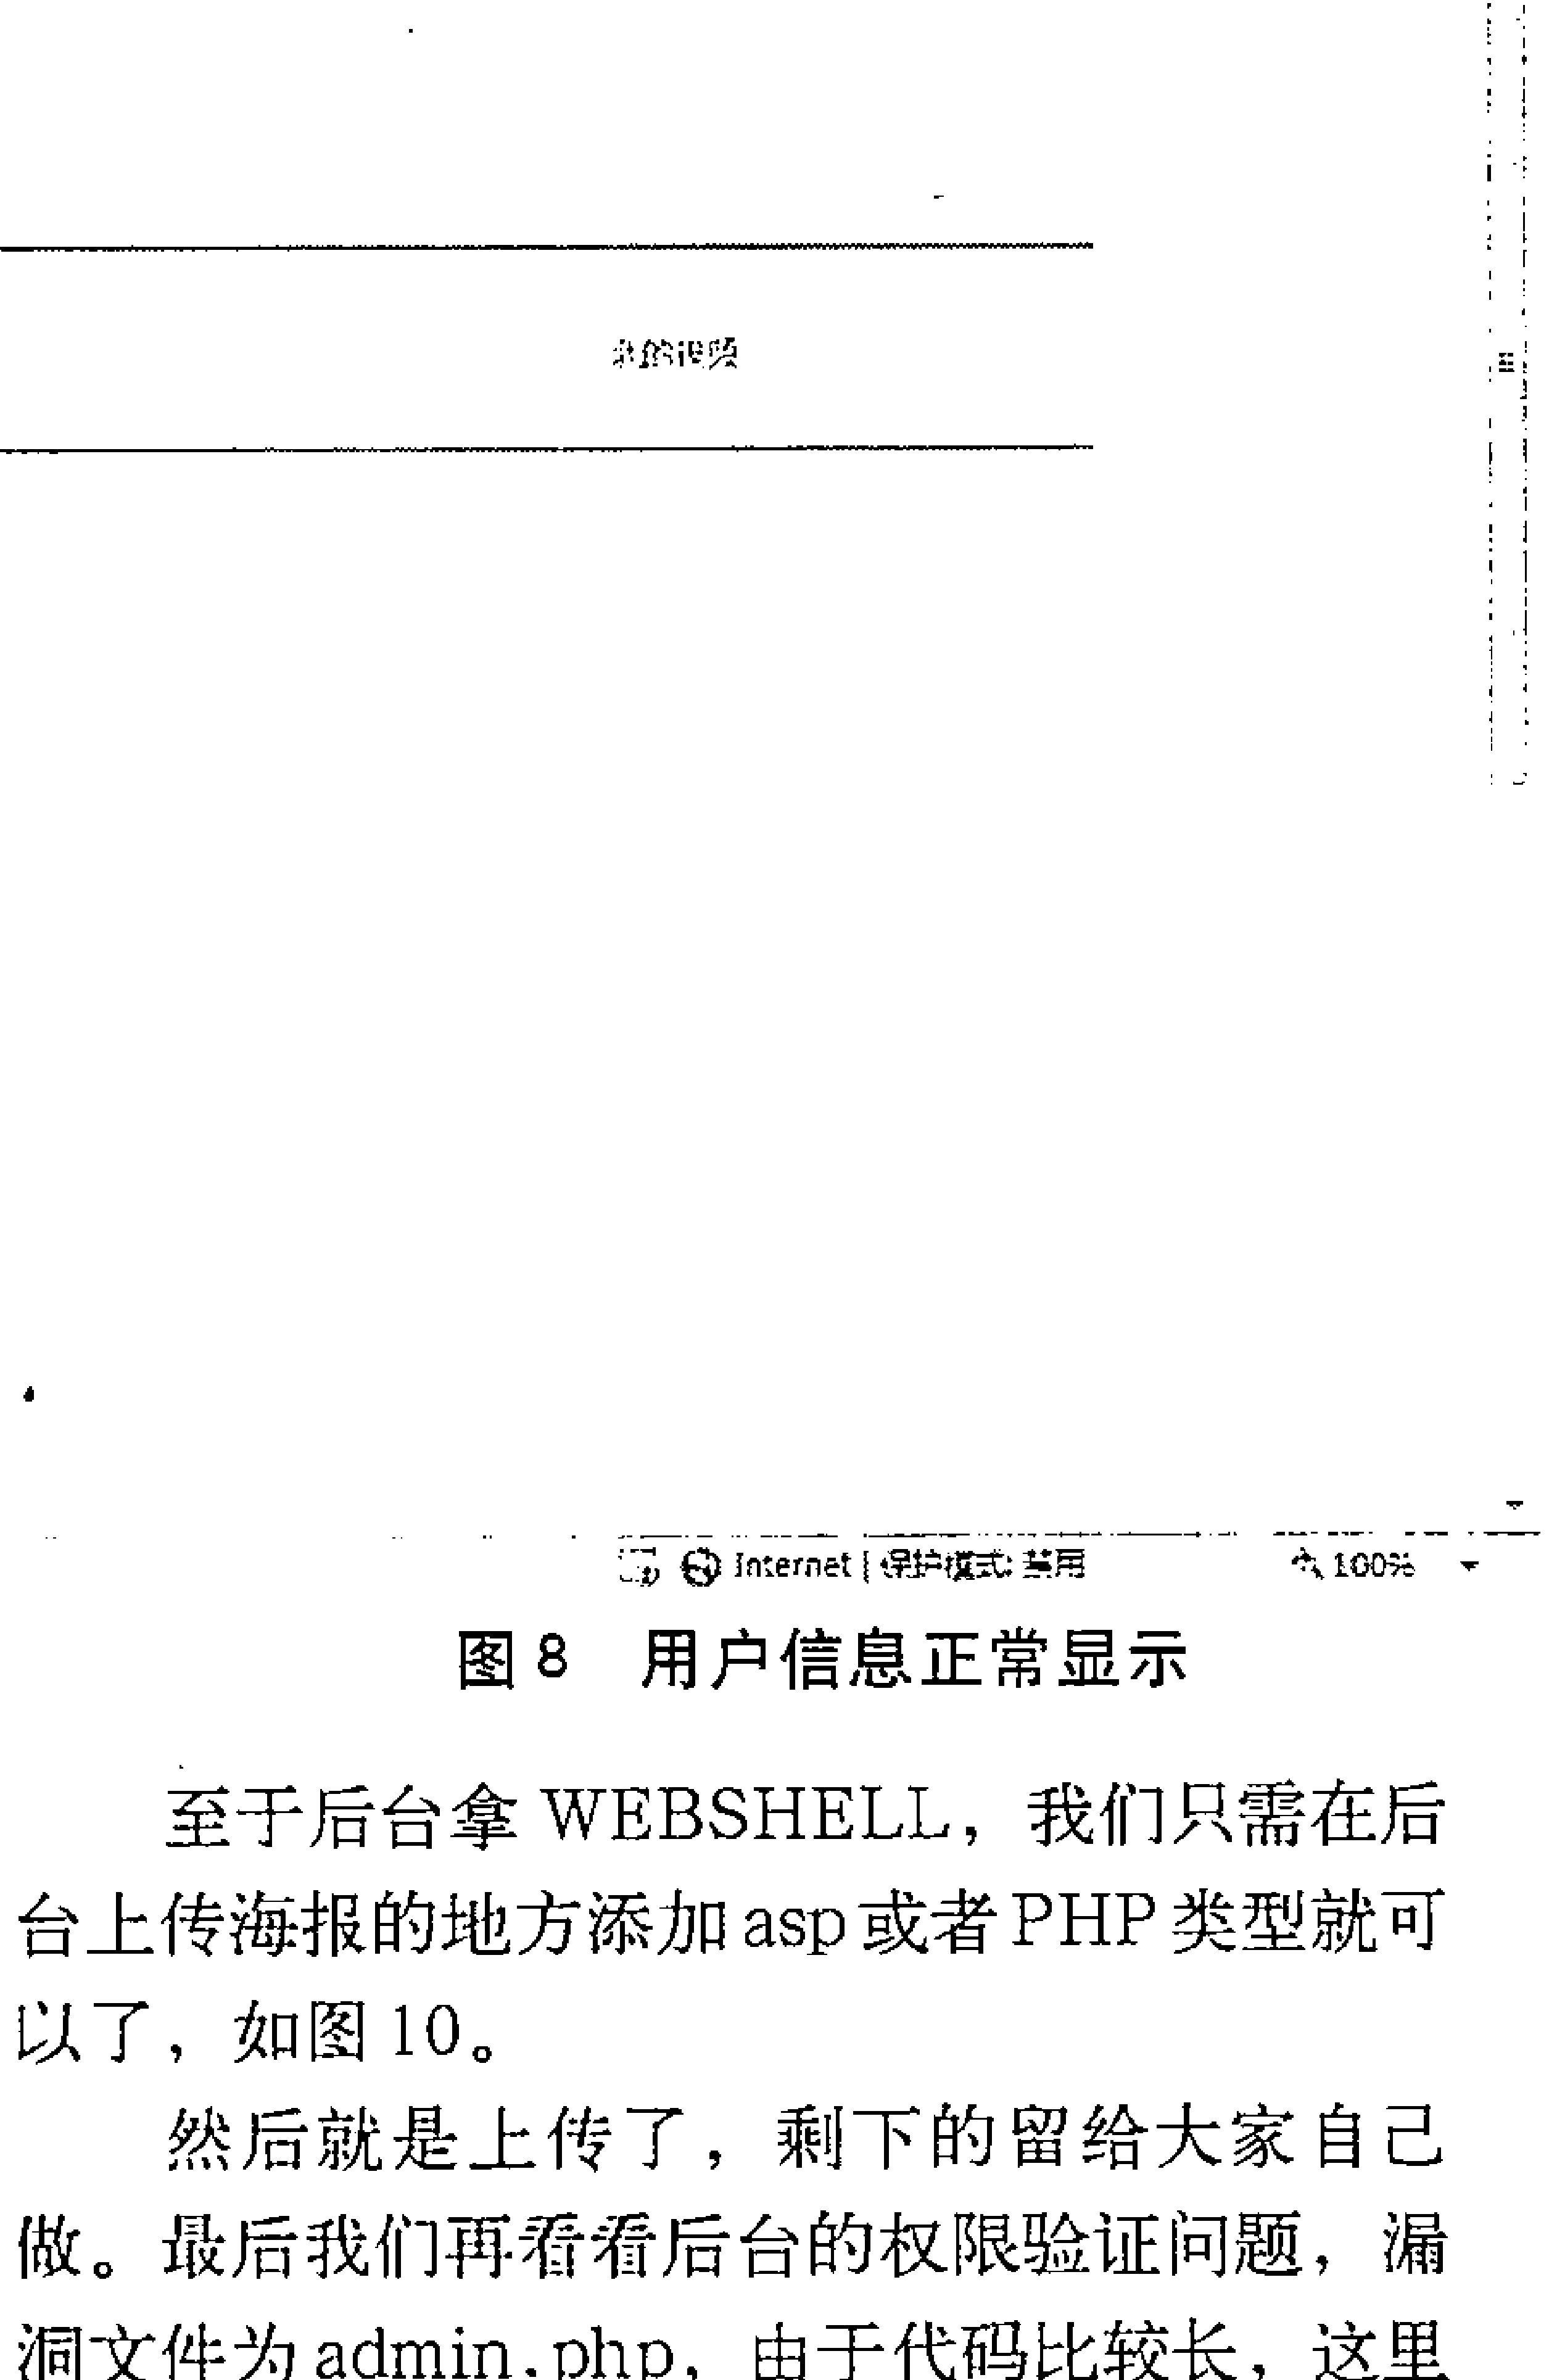 我的视频
Internet | 保护模式: 禁用 100%
图 8 用户信息正常显示
至于后台拿 WEBSHELL，我们只需在后
台上传海报的地方添加 asp 或者 PHP 类型就可
以了，如图 10。
然后就是上传了，剩下的留给大家自己
做。最后我们再看看后台的权限验证问题，漏
洞文件为 admin.php，由于代码比较长，这里